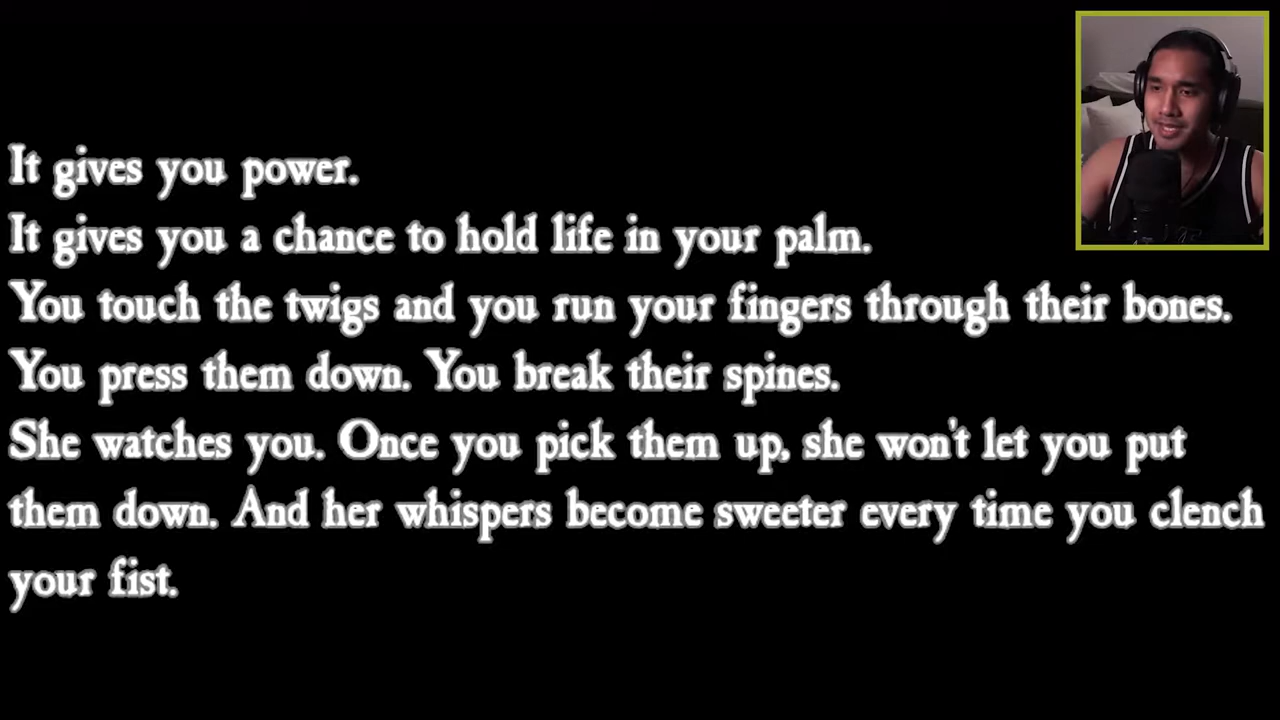 It gives you power.
It gives you a chance to hold life in your palm.
You touch the twigs and you run your fingers through their bones.
You press them down. You break their spines.
She watches you. Once you pick them up, she won't let you put
them down. And her whispers become sweeter every time you clench
your fist.